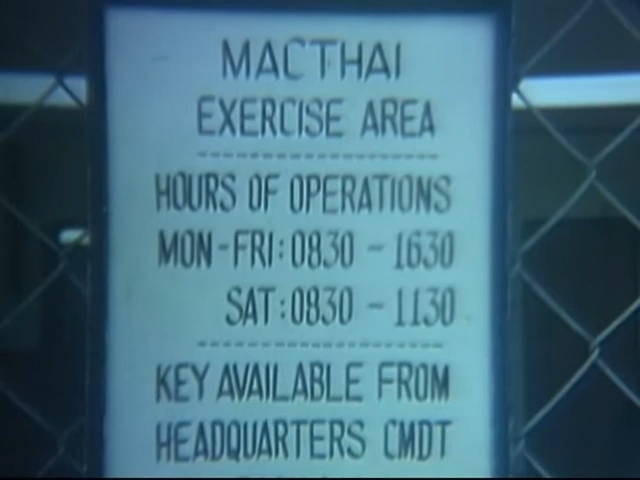 MACTHAI
EXERCISE AREA
HOURS OF OPERATIONS
MON-FRI: 0830 - 1630
SAT: 0830 - 1130
KEY AVAILABLE FROM
HEADQUARTERS CMDT